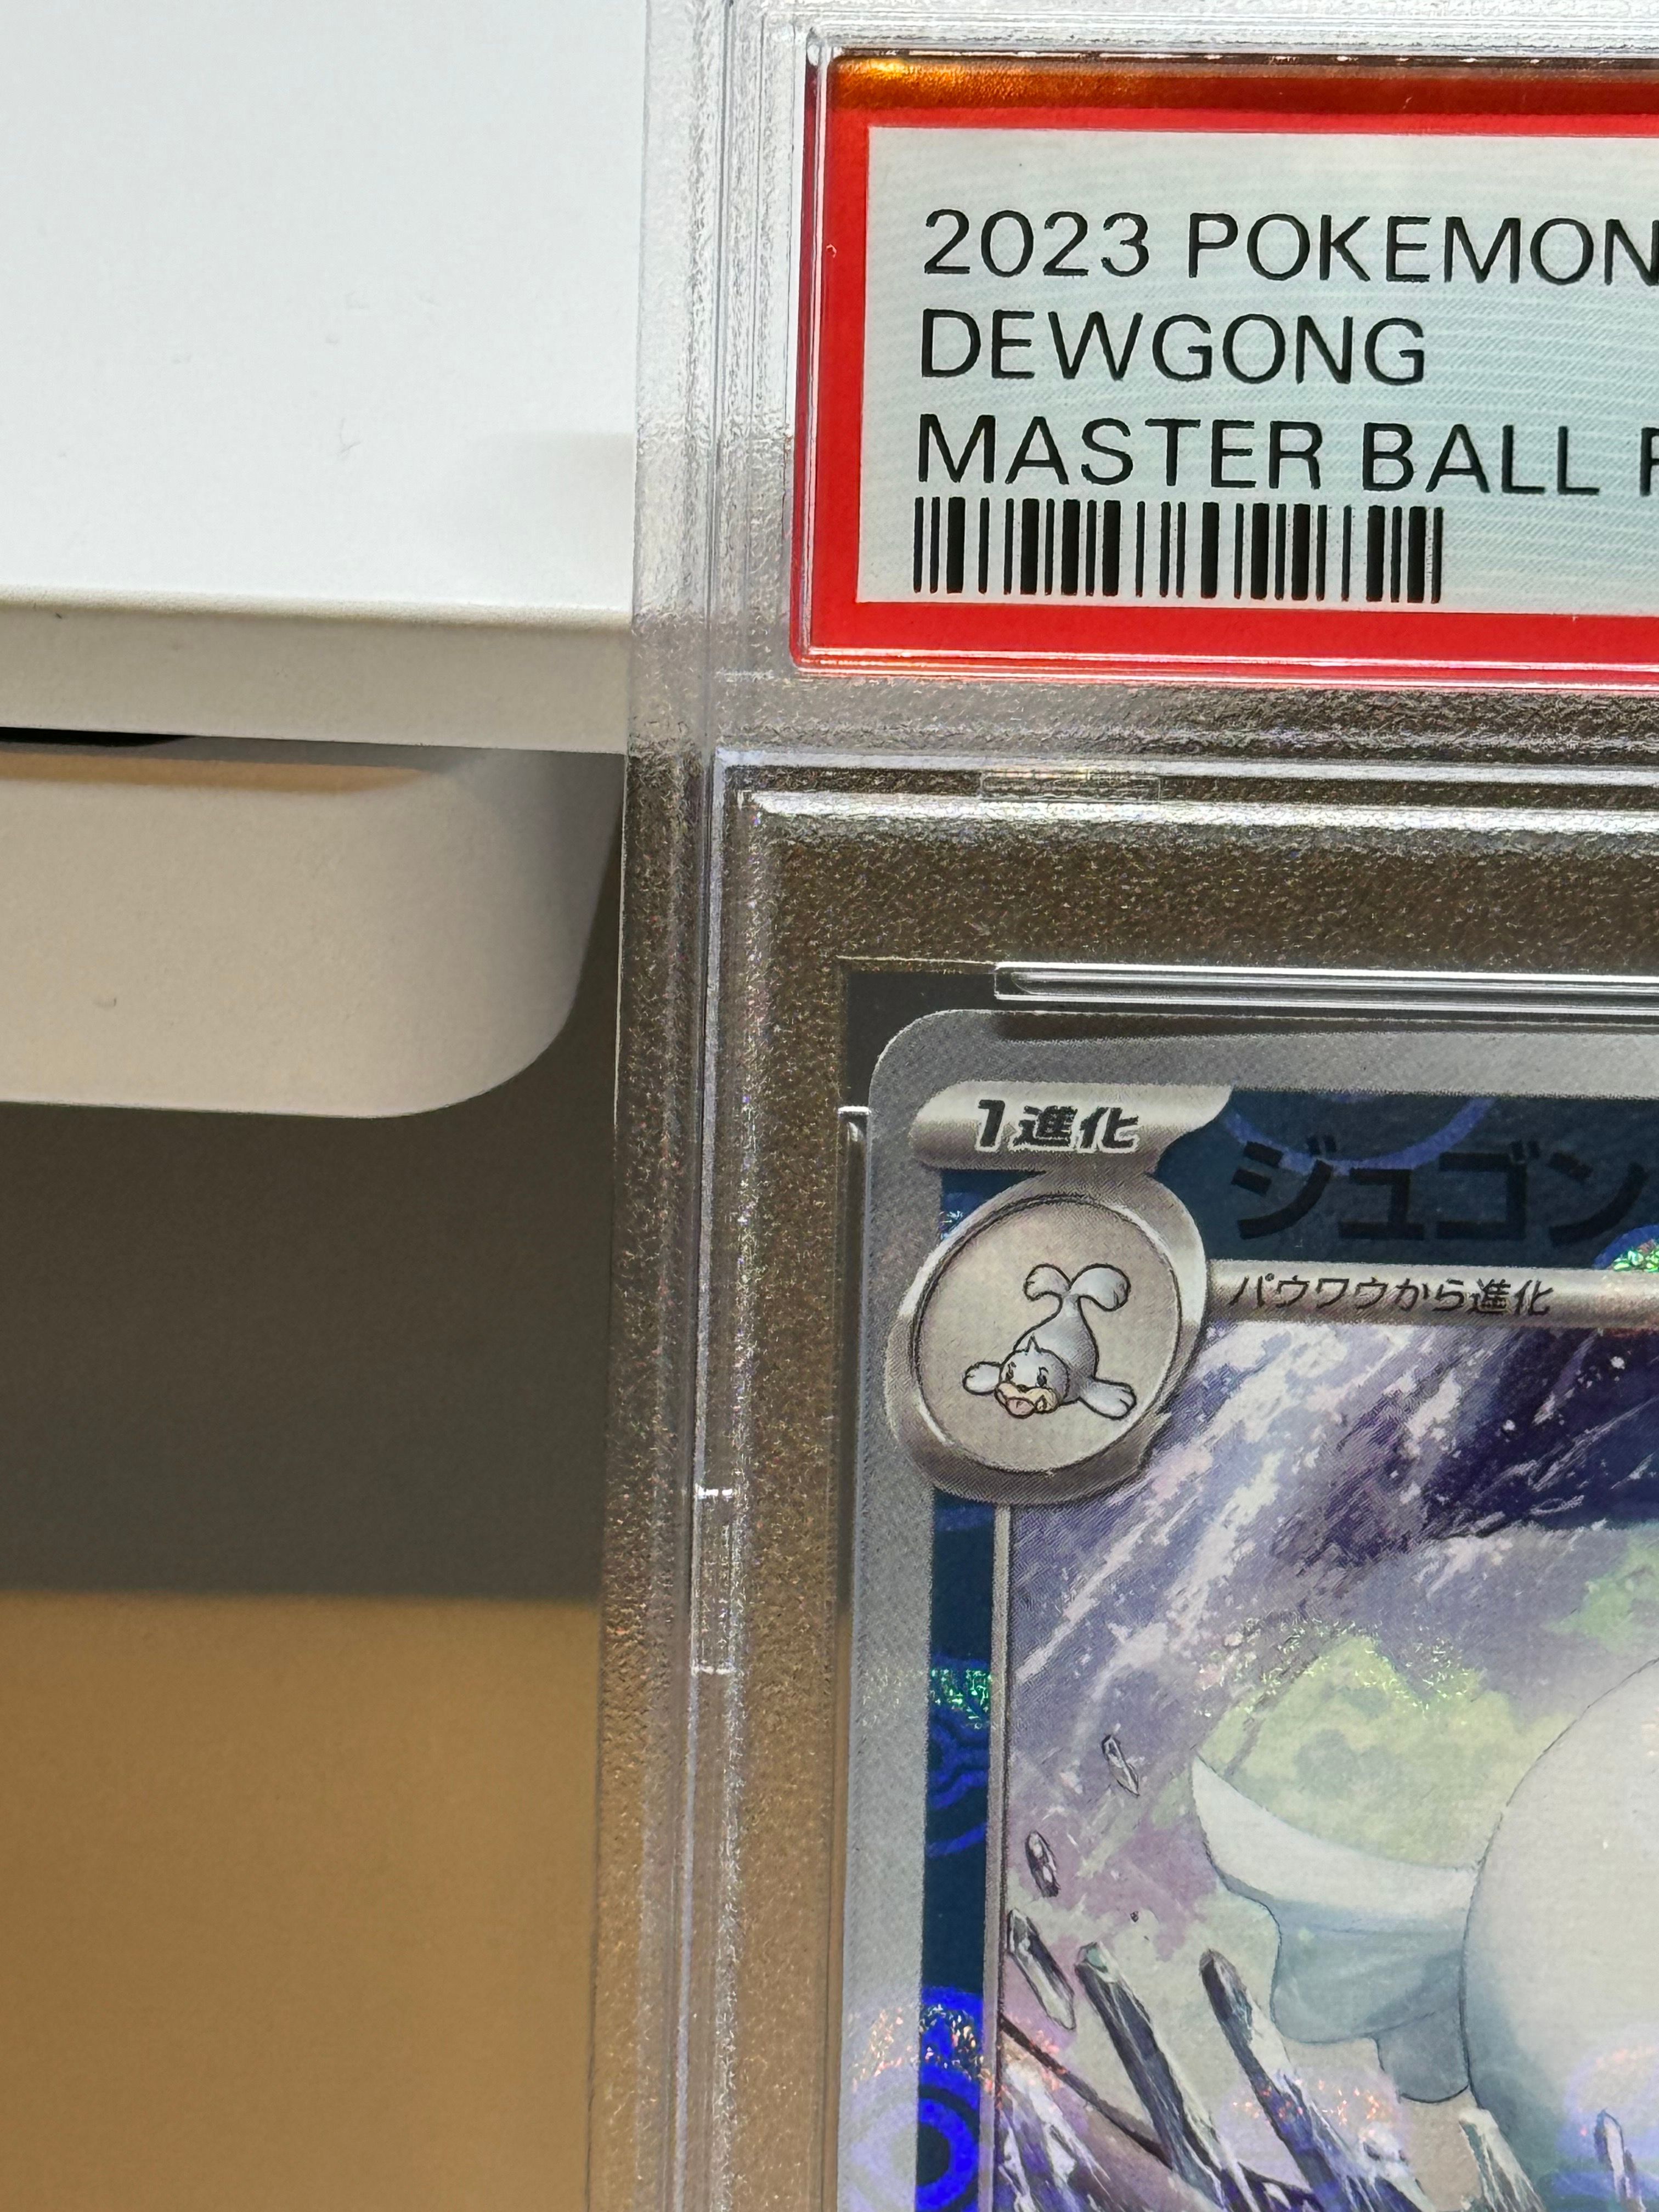 2023 POKEMON
DEWGONG
MASTER BALL
1進化
ジュゴン
パウワウから進化